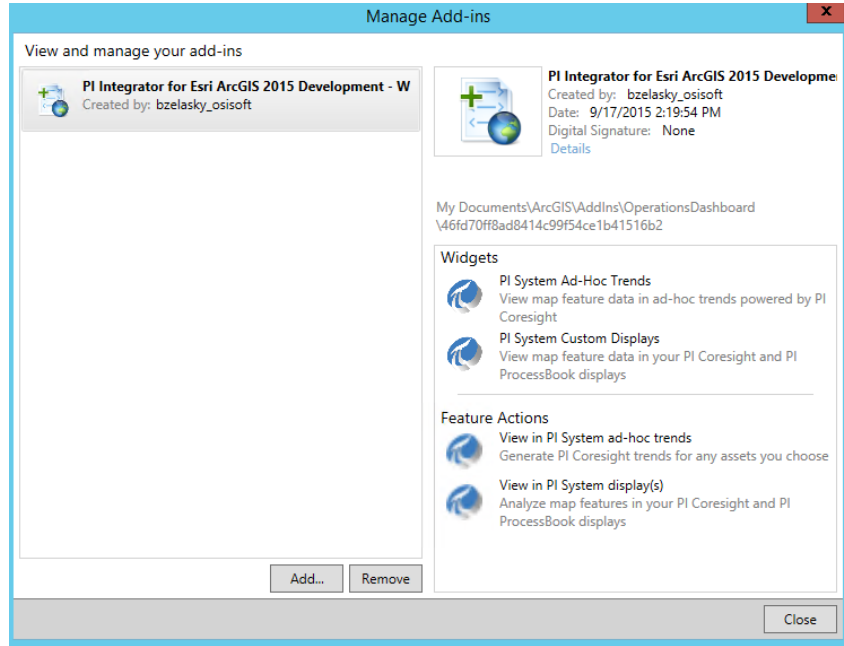 Manage Add-ins
x
View and manage your add-ins
PI Integrator for Esri ArcGIS 2015 Development - W
Created by: bzelasky_osisoft
PI Integrator for Esri ArcGIS 2015 Developme
Created by: bzelasky_osisoft
Date: 9/17/2015 2:19:54 PM
Digital Signature: None
Details
My Documents\ArcGIS\AddIns\OperationsDashboard
\46fd70ff8ad8414c99f54ce1b41516b2
Widgets
PI System Ad-Hoc Trends
View map feature data in ad-hoc trends powered by PI
Coresight
PI System Custom Displays
View map feature data in your PI Coresight and PI
ProcessBook displays
Feature Actions
View in PI System ad-hoc trends
Generate PI Coresight trends for any assets you choose
View in PI System display(s)
Analyze map features in your PI Coresight and PI
ProcessBook displays
Add...
Remove
Close